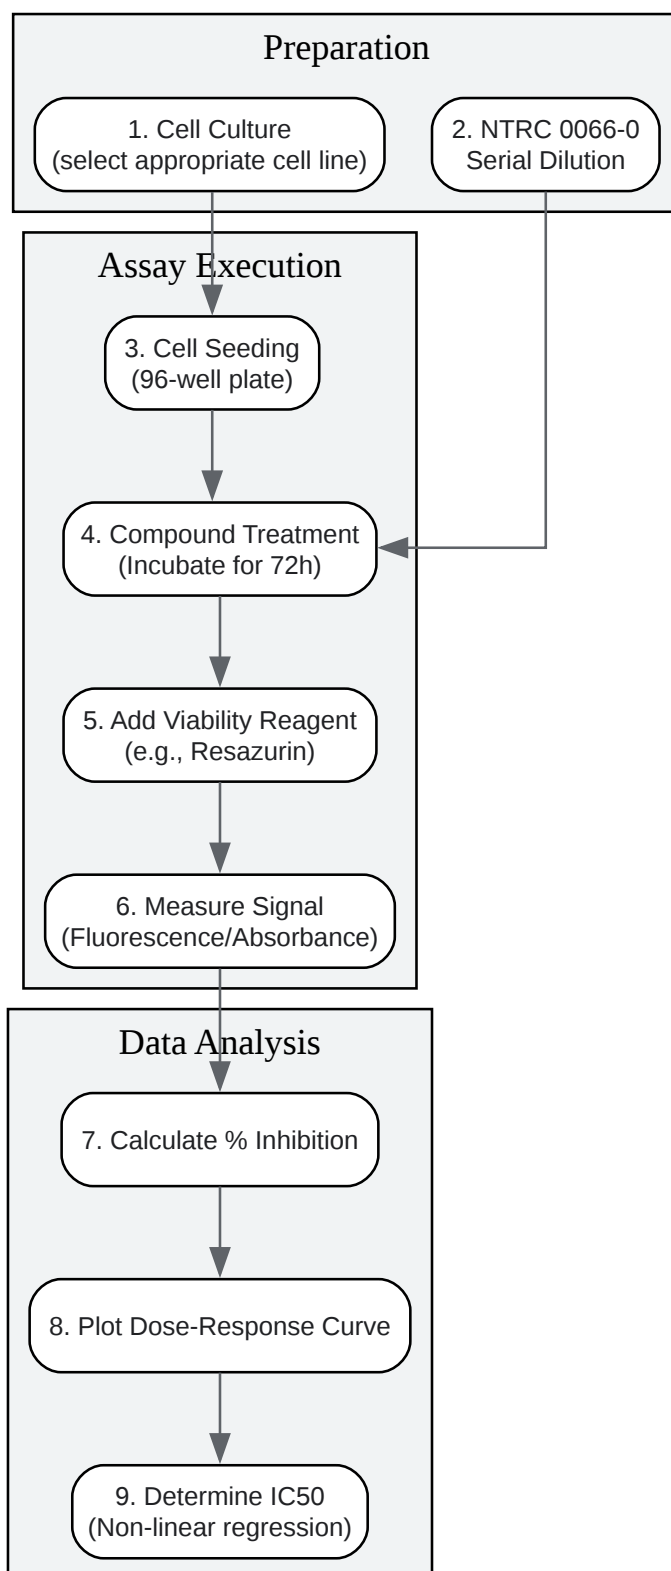 Preparation
1. Cell Culture
(select appropriate cell line)
2. NTRC 0066-0
Serial Dilution
Assay Execution
3. Cell Seeding
(96-well plate)
4. Compound Treatment
(Incubate for 72h)
5. Add Viability Reagent
(e.g., Resazurin)
6. Measure Signal
(Fluorescence/Absorbance)
Data Analysis
7. Calculate % Inhibition
8. Plot Dose-Response Curve
9. Determine IC50
(Non-linear regression)